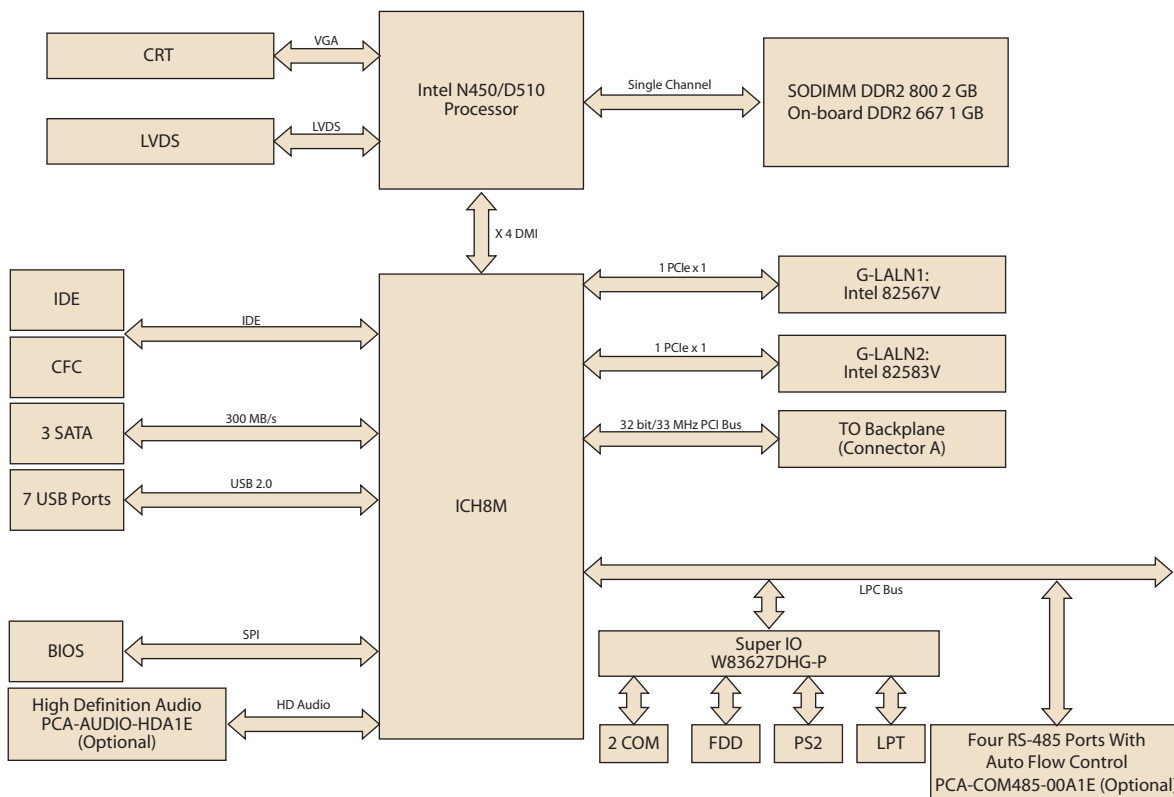 CRT
VGA
Intel N450/D510
Processor
Single Channel
SODIMM DDR2 800 2 GB
On-board DDR2 667 1 GB
LVDS
LVDS
X 4 DMI
IDE
IDE
CFC
3 SATA
300 MB/s
7 USB Ports
USB 2.0
BIOS
SPI
High Definition Audio
PCA-AUDIO-HDA1E
(Optional)
HD Audio
ICH8M
1 PCIe x 1
G-LALN1:
Intel 82567V
1 PCIe x 1
G-LALN2:
Intel 82583V
32 bit/33 MHz PCI Bus
TO Backplane
(Connector A)
LPC Bus
Super IO
W83627DHG-P
2 COM
FDD
PS2
LPT
Four RS-485 Ports With
Auto Flow Control
PCA-COM485-00A1E (Optional)